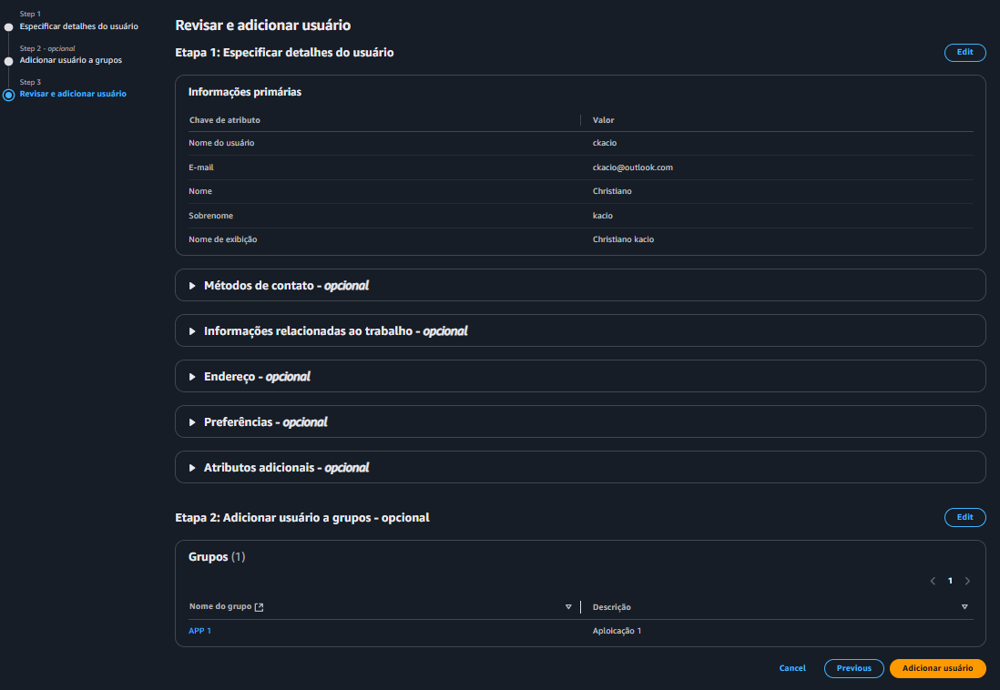 Step 1
Especificar detalhes do usuário
Step 2 - opcional
Adicionar usuário a grupos
Step 3
Revisar e adicionar usuário
Revisar e adicionar usuário
Etapa 1: Especificar detalhes do usuário
Edit
Informações primárias
Chave de atributo Valor
Nome do usuário ckacio
E-mail ckacio@outlook.com
Nome Christiano
Sobrenome kacio
Nome de exibição Christiano kacio
Métodos de contato - opcional
Informações relacionadas ao trabalho - opcional
Endereço - opcional
Preferências - opcional
Atributos adicionais - opcional
Etapa 2: Adicionar usuário a grupos - opcional
Edit
Grupos (1)
1
Nome do grupo Descrição
APP 1 Aploicação 1
Cancel Previous Adicionar usuário